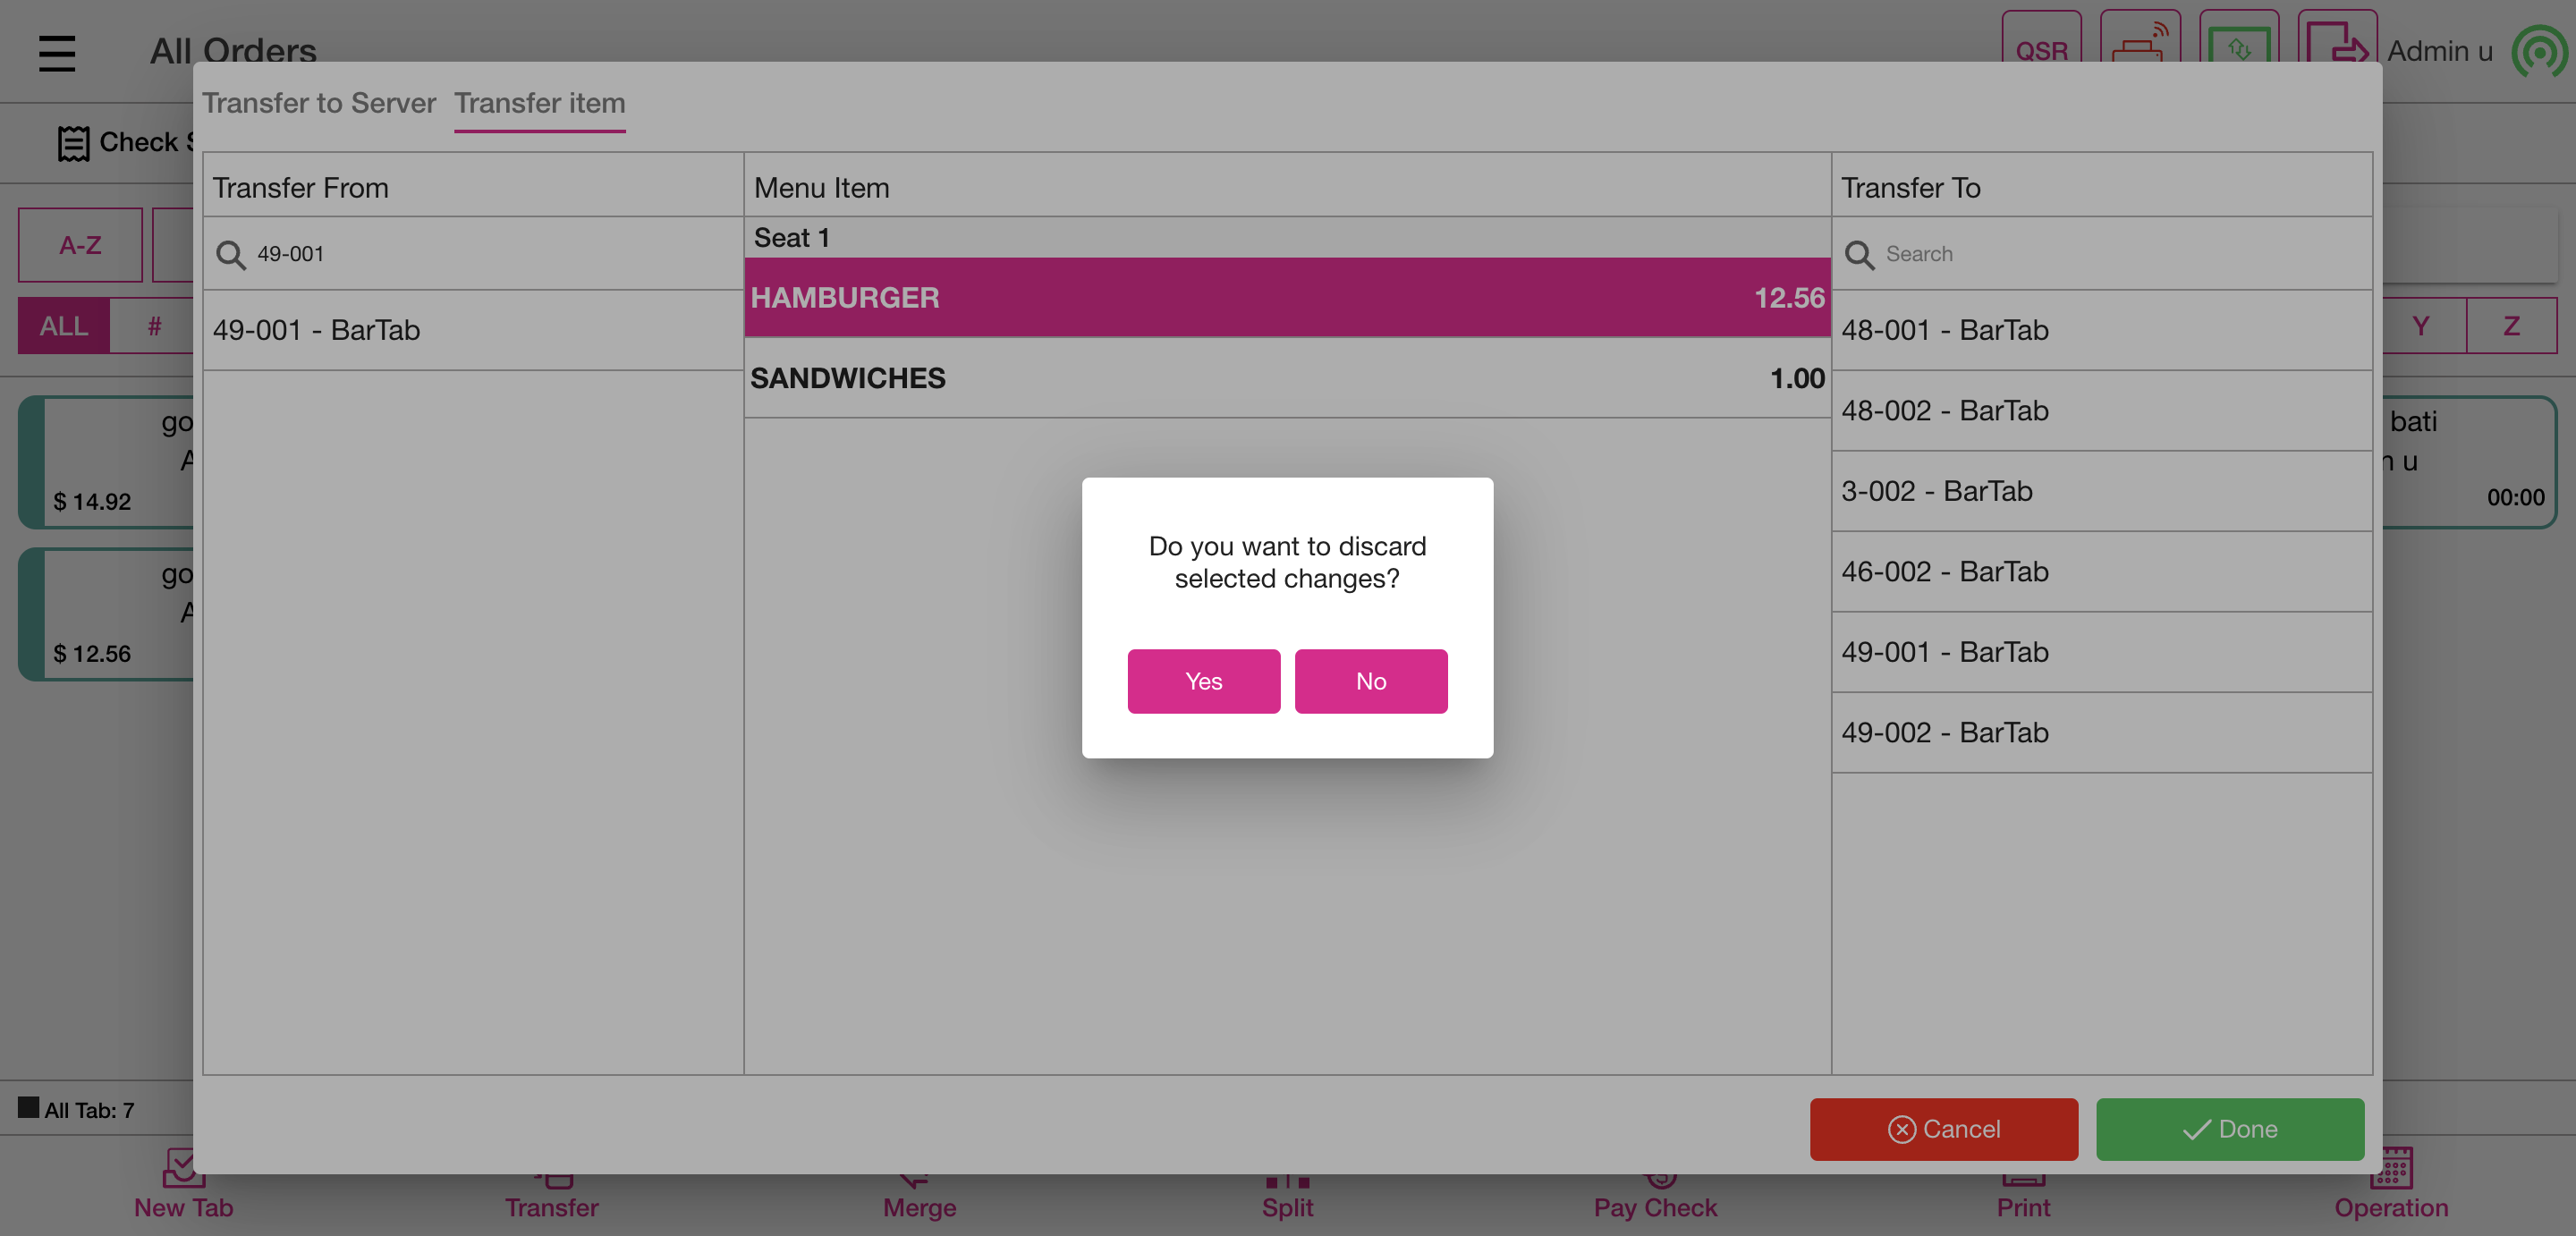 All Orders
QSR
Admin u
Transfer to Server Transfer item
Check
Transfer From
Menu Item
Transfer To
A-Z
49-001
Seat 1
Search
ALL
#
49-001 - BarTab
HAMBURGER 12.56
48-001 - BarTab
Y
Z
SANDWICHES 1.00
48-002 - BarTab
go
A
$ 14.92
3-002 - BarTab
bati
u
00:00
Do you want to discard
selected changes?
46-002 - BarTab
go
A
$ 12.56
49-001 - BarTab
Yes
No
49-002 - BarTab
All Tab: 7
Cancel
Done
New Tab
Transfer
Merge
Split
Pay Check
Print
Operation